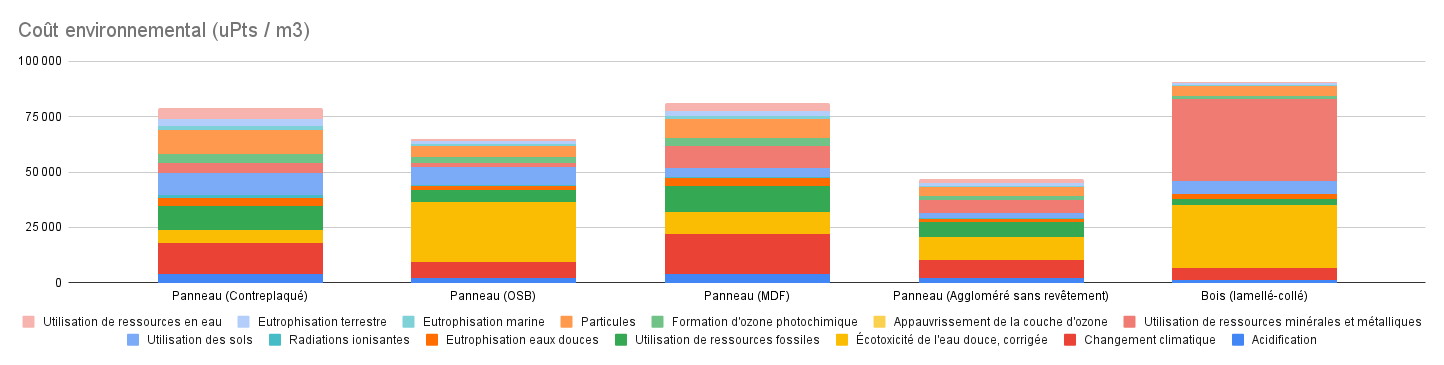 Coût environnemental (uPts / m3)
100 000
75 000
50 000
25 000
0
Panneau (Contreplaqué) Panneau (OSB) Panneau (MDF) Panneau (Aggloméré sans revêtement) Bois (lamellé-collé)
Utilisation de ressources en eau Eutrophisation terrestre Eutrophisation marine Particules Formation d'ozone photochimique Appauvrissement de la couche d'ozone Utilisation de ressources minérales et métalliques
Utilisation des sols Radiations ionisantes Eutrophisation eaux douces Utilisation de ressources fossiles Écotoxicité de l'eau douce, corrigée Changement climatique Acidification